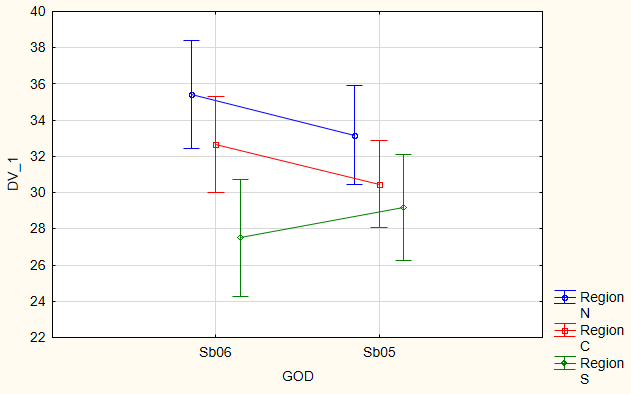 40
38
36
34
32
30
28
26
24
22
DV_1
Sb06 Sb05
GOD
Region
N
Region
C
Region
S